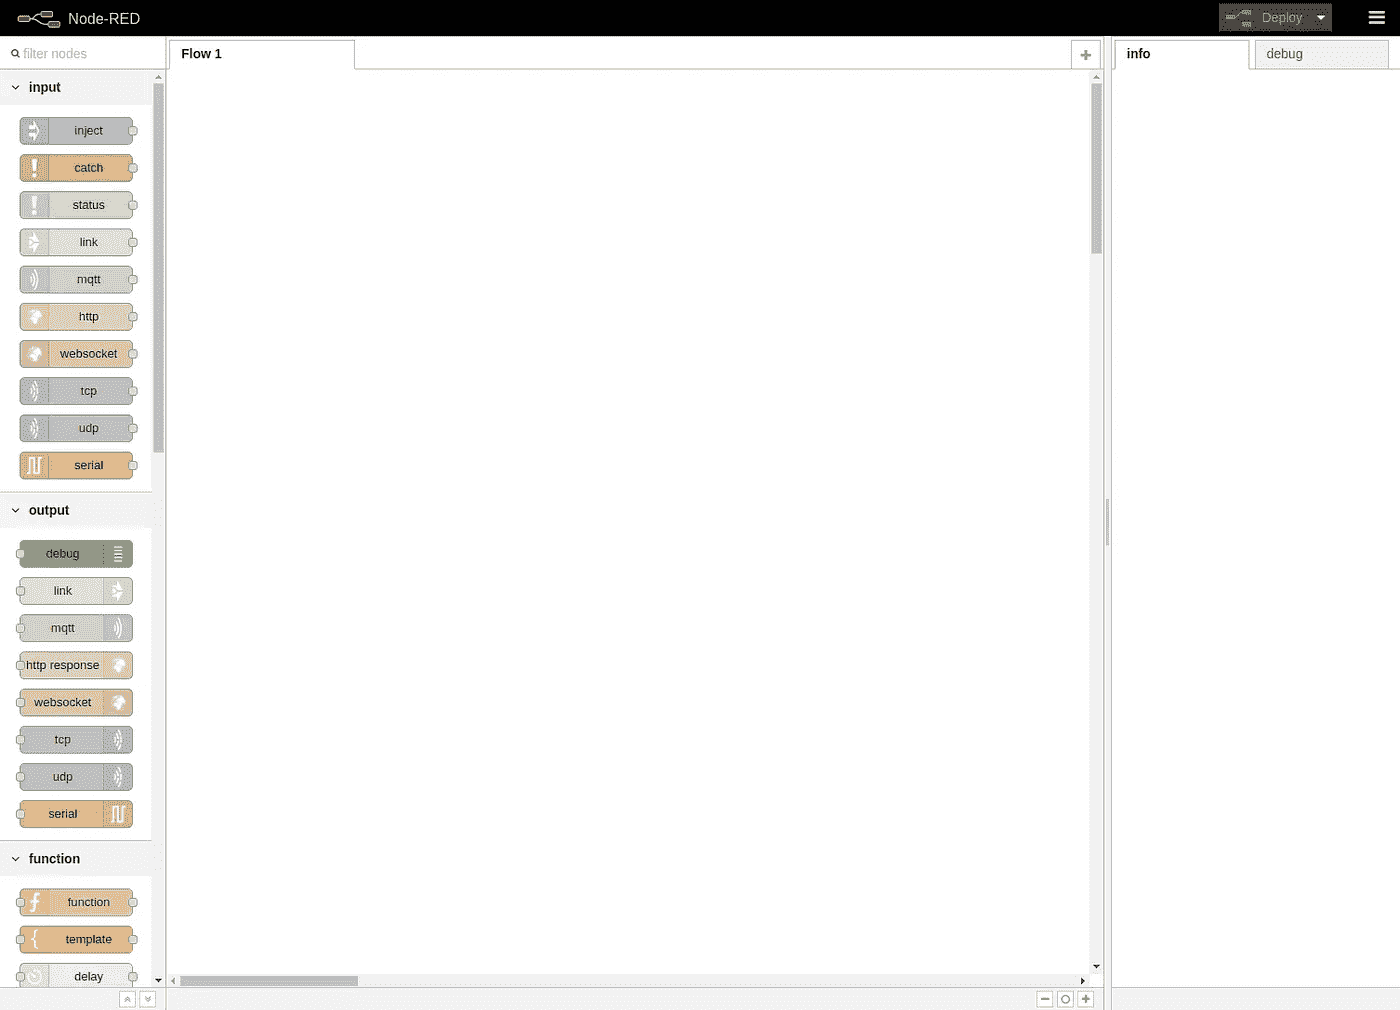 Node-RED
Deploy
filter nodes
Flow 1
info
debug
input
inject
catch
status
link
mqtt
http
websocket
tcp
udp
serial
output
debug
link
mqtt
http response
websocket
tcp
udp
serial
function
function
template
delay